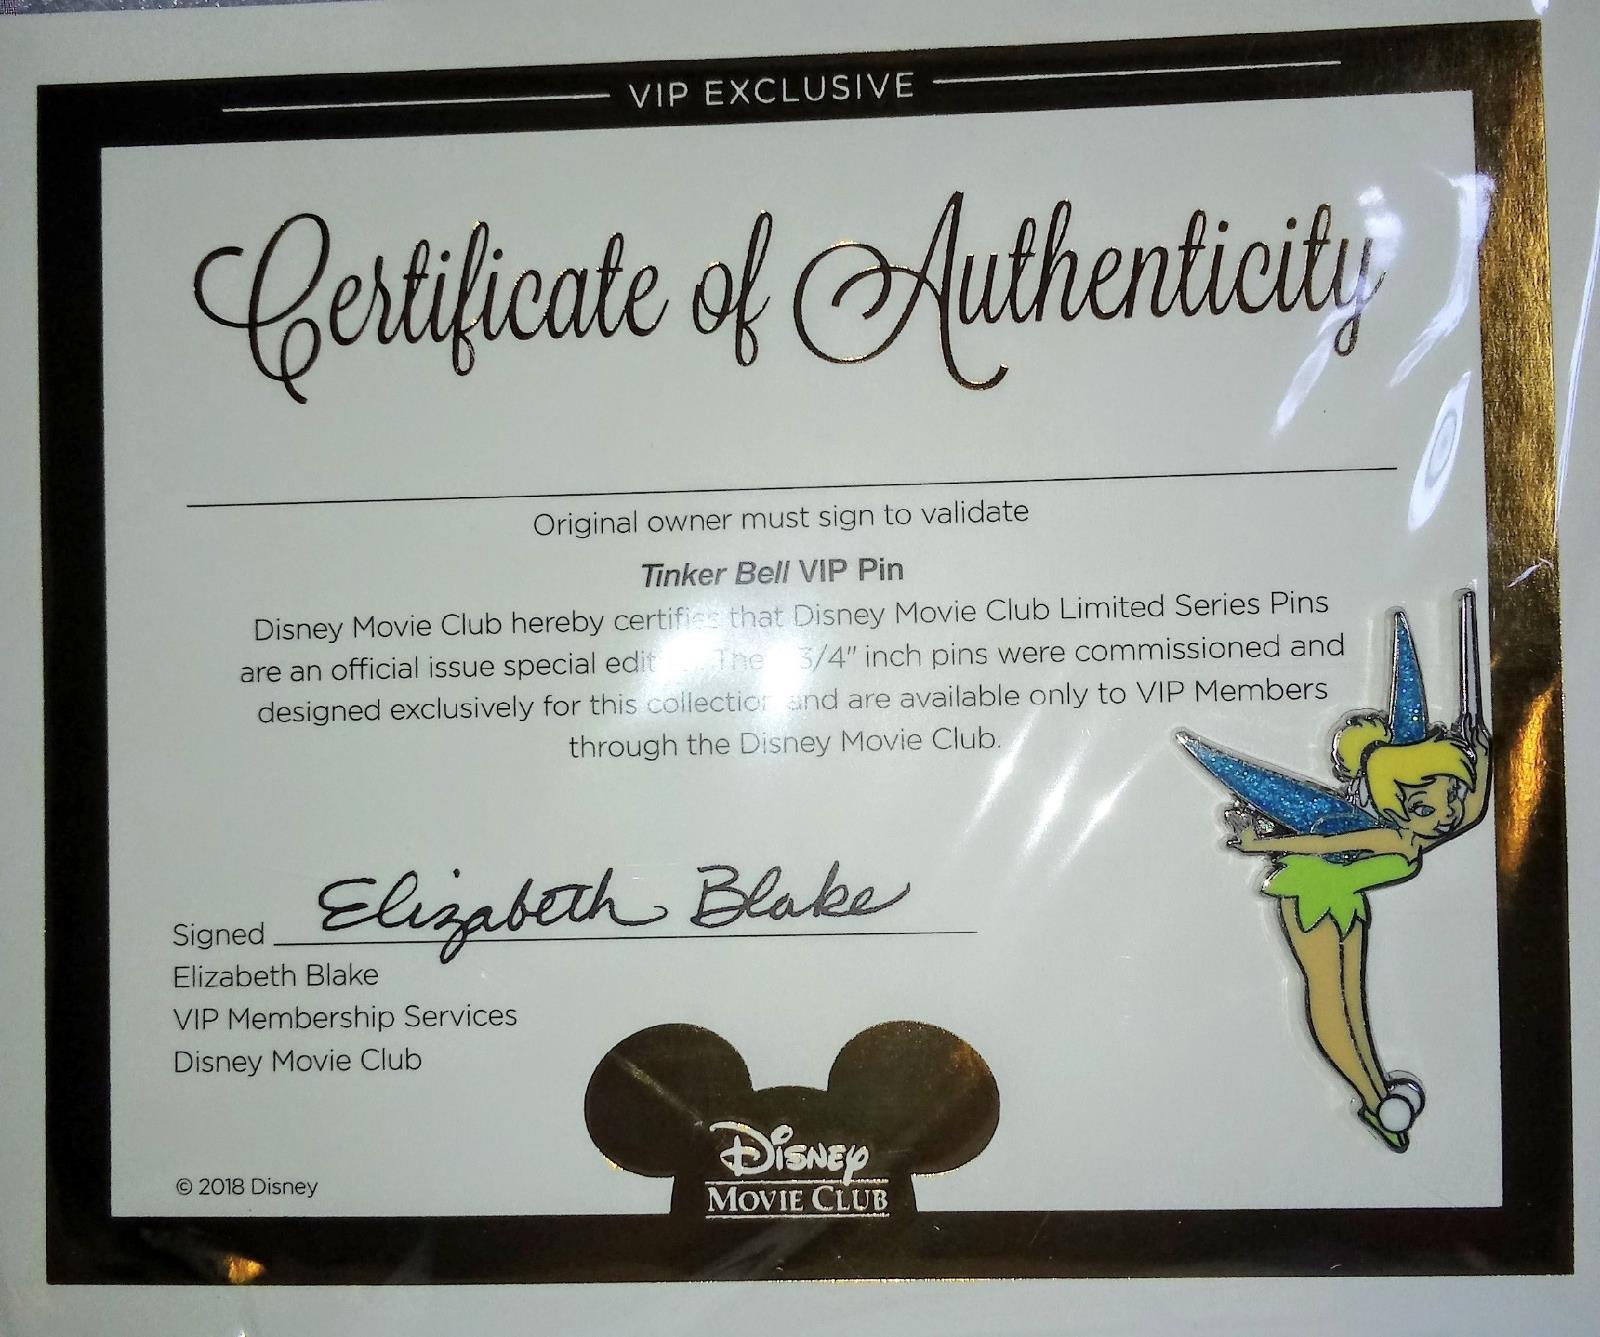 VIP EXCLUSIVE
Certificate of Authenticity
Original owner must sign to validate
Tinker Bell VIP Pin
Disney Movie Club hereby certifies that Disney Movie Club Limited Series Pins
are an official issue special The 3/4" inch pins were commissioned and
designed exclusively for this collection and are available only to VIP Members
through the Disney Movie Club.
Signed Elizabeth Blake
Elizabeth Blake
VIP Membership Services
Disney Movie Club
© 2018 Disney
DISNEY
MOVIE CLUB